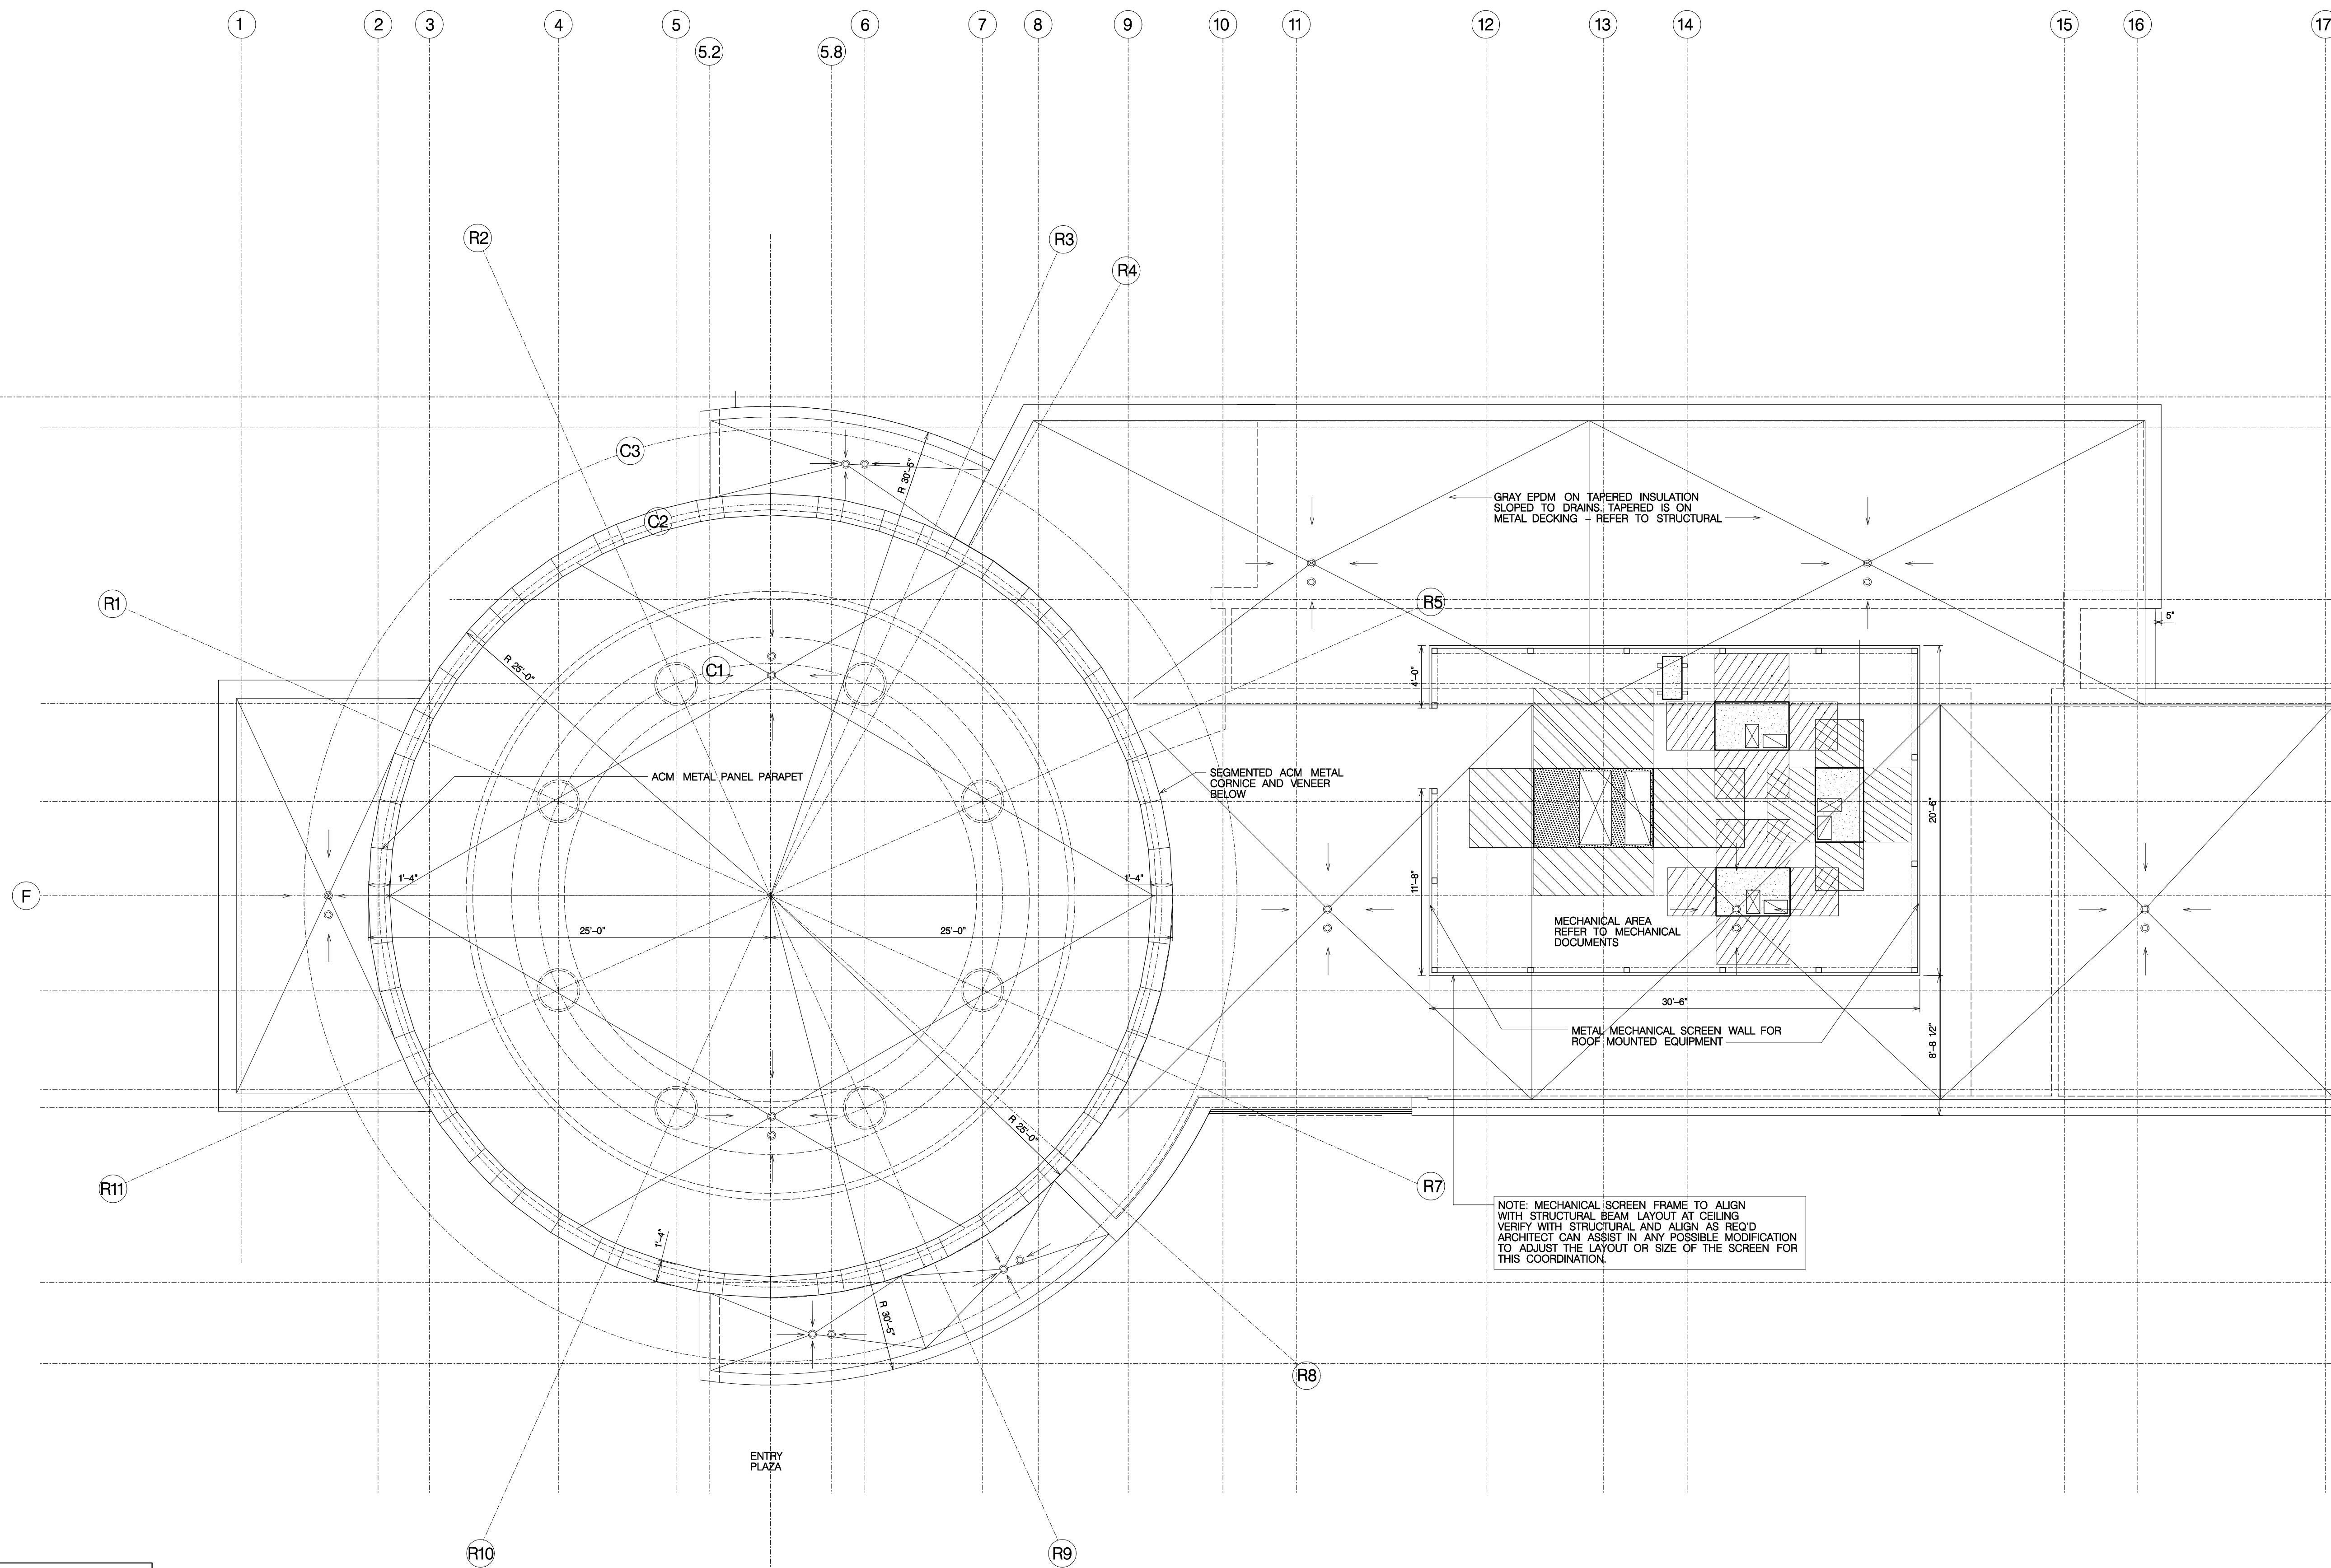 1
2
3
4
5
6
7
8
9
10
11
12
13
14
15
16
17
5.2
5.8
R2
R3
R4
C3
R 30'-5"
C2
GRAY EPDM ON TAPERED INSULATION
SLOPED TO DRAINS. TAPERED IS ON
METAL DECKING - REFER TO STRUCTURAL
R1
R5
5"
R 25'-0"
C1
4'-0"
ACM METAL PANEL PARAPET
SEGMENTED ACM METAL
CORNICE AND VENEER
BELOW
20'-6"
1'-4"
1'-4"
F
11'-8"
25'-0"
25'-0"
MECHANICAL AREA
REFER TO MECHANICAL
DOCUMENTS
30'-6"
METAL MECHANICAL SCREEN WALL FOR
ROOF MOUNTED EQUIPMENT
8'-8 1/2"
R 25'-0"
R11
R7
NOTE: MECHANICAL SCREEN FRAME TO ALIGN
WITH STRUCTURAL BEAM LAYOUT AT CEILING
VERIFY WITH STRUCTURAL AND ALIGN AS REQ'D
ARCHITECT CAN ASSIST IN ANY POSSIBLE MODIFICATION
TO ADJUST THE LAYOUT OR SIZE OF THE SCREEN FOR
THIS COORDINATION.
1'-4"
R 30'-5"
R8
ENTRY
PLAZA
R10
R9